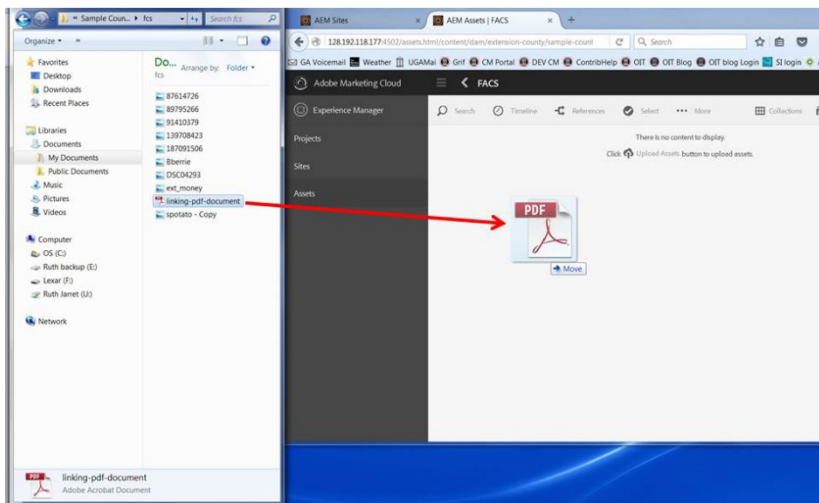 Sample Coun... ▸ fcs
Search fcs
Organize
Favorites
Desktop
Downloads
Recent Places
Libraries
Documents
My Documents
Public Documents
Music
Pictures
Videos
Computer
OS (C:)
Ruth backup (E:)
Lexar (F:)
Ruth Jarret (U:)
Network
Do...
fcs
Arrange by: Folder
87614726
89795266
91410379
139708423
187091506
Bberrie
DSC04293
ext_money
linking-pdf-document
spotato - Copy
PDF
linking-pdf-document
Adobe Acrobat Document
AEM Sites
AEM Assets | FACS
128.192.118.177:4502/assets.html/content/dam/extension-county/sample-count
Search
GA Voicemail Weather UGAMai Grif CM Portal DEV CM ContribHelp OIT OIT Blog OIT blog Login SI login
Adobe Marketing Cloud
FACS
Experience Manager
Search Timeline References Select More Collections
Projects
Sites
Assets
There is no content to display.
Click Upload Assets button to upload assets.
PDF
Move